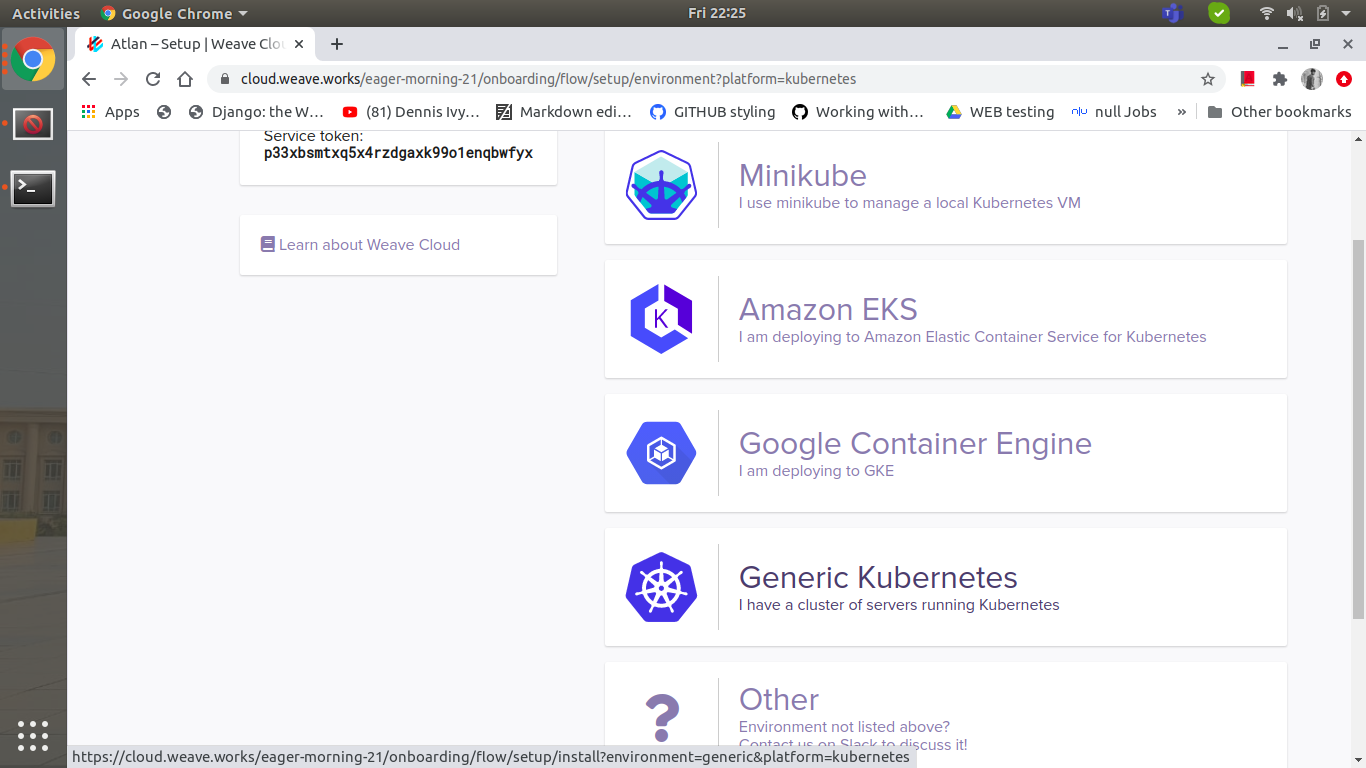 Activities
Google Chrome
Fri 22:25
Atlan – Setup | Weave Clo
cloud.weave.works/eager-morning-21/onboarding/flow/setup/environment?platform=kubernetes
Apps
Django: the W…
(81) Dennis Ivy…
Markdown edi…
GITHUB styling
Working with…
WEB testing
null Jobs
»
Other bookmarks
Service token:
p33xbsmtxq5x4rzdgaxk99o1enqbwfyx
Learn about Weave Cloud
Minikube
I use minikube to manage a local Kubernetes VM
K
Amazon EKS
I am deploying to Amazon Elastic Container Service for Kubernetes
Google Container Engine
I am deploying to GKE
Generic Kubernetes
I have a cluster of servers running Kubernetes
?
Other
Environment not listed above?
Contact us on Slack to discuss it!
https://cloud.weave.works/eager-morning-21/onboarding/flow/setup/install?environment=generic&platform=kubernetes